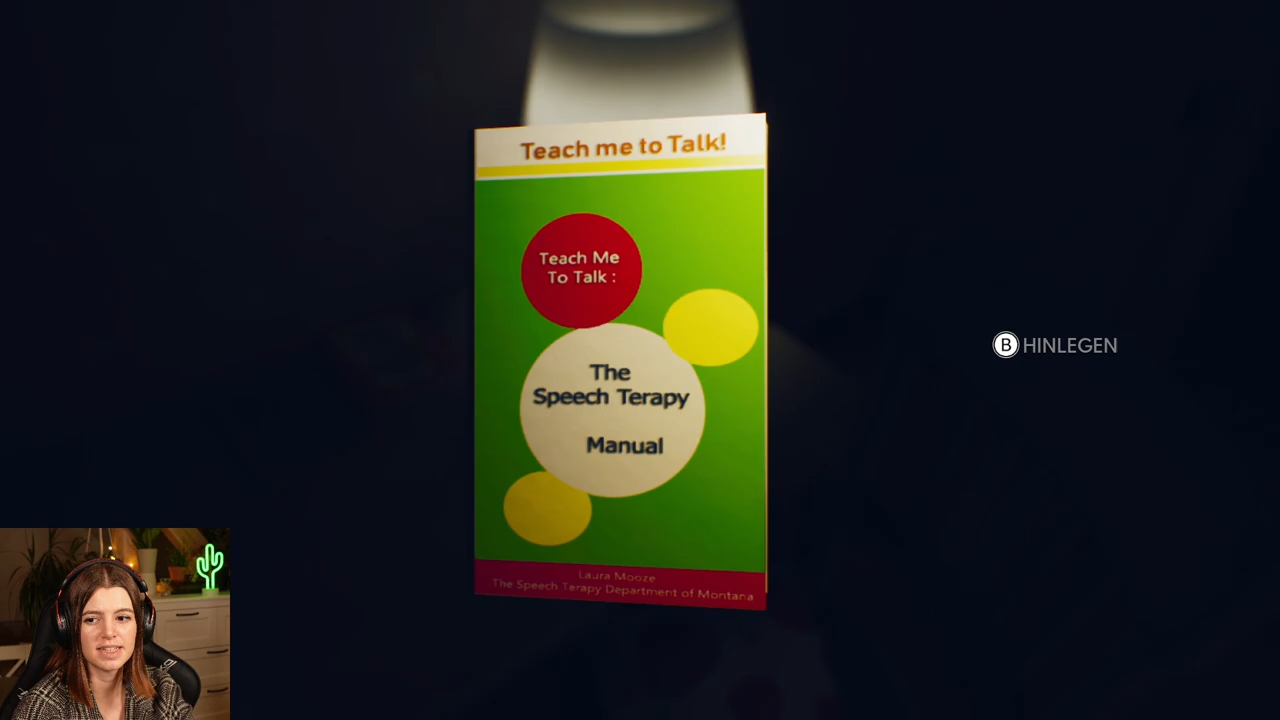 Teach me to Talk!
Teach Me
To Talk :
The
Speech Terapy
Manual
Laura Mooze
The Speech Terapy Department of Montana
B HINLEGEN